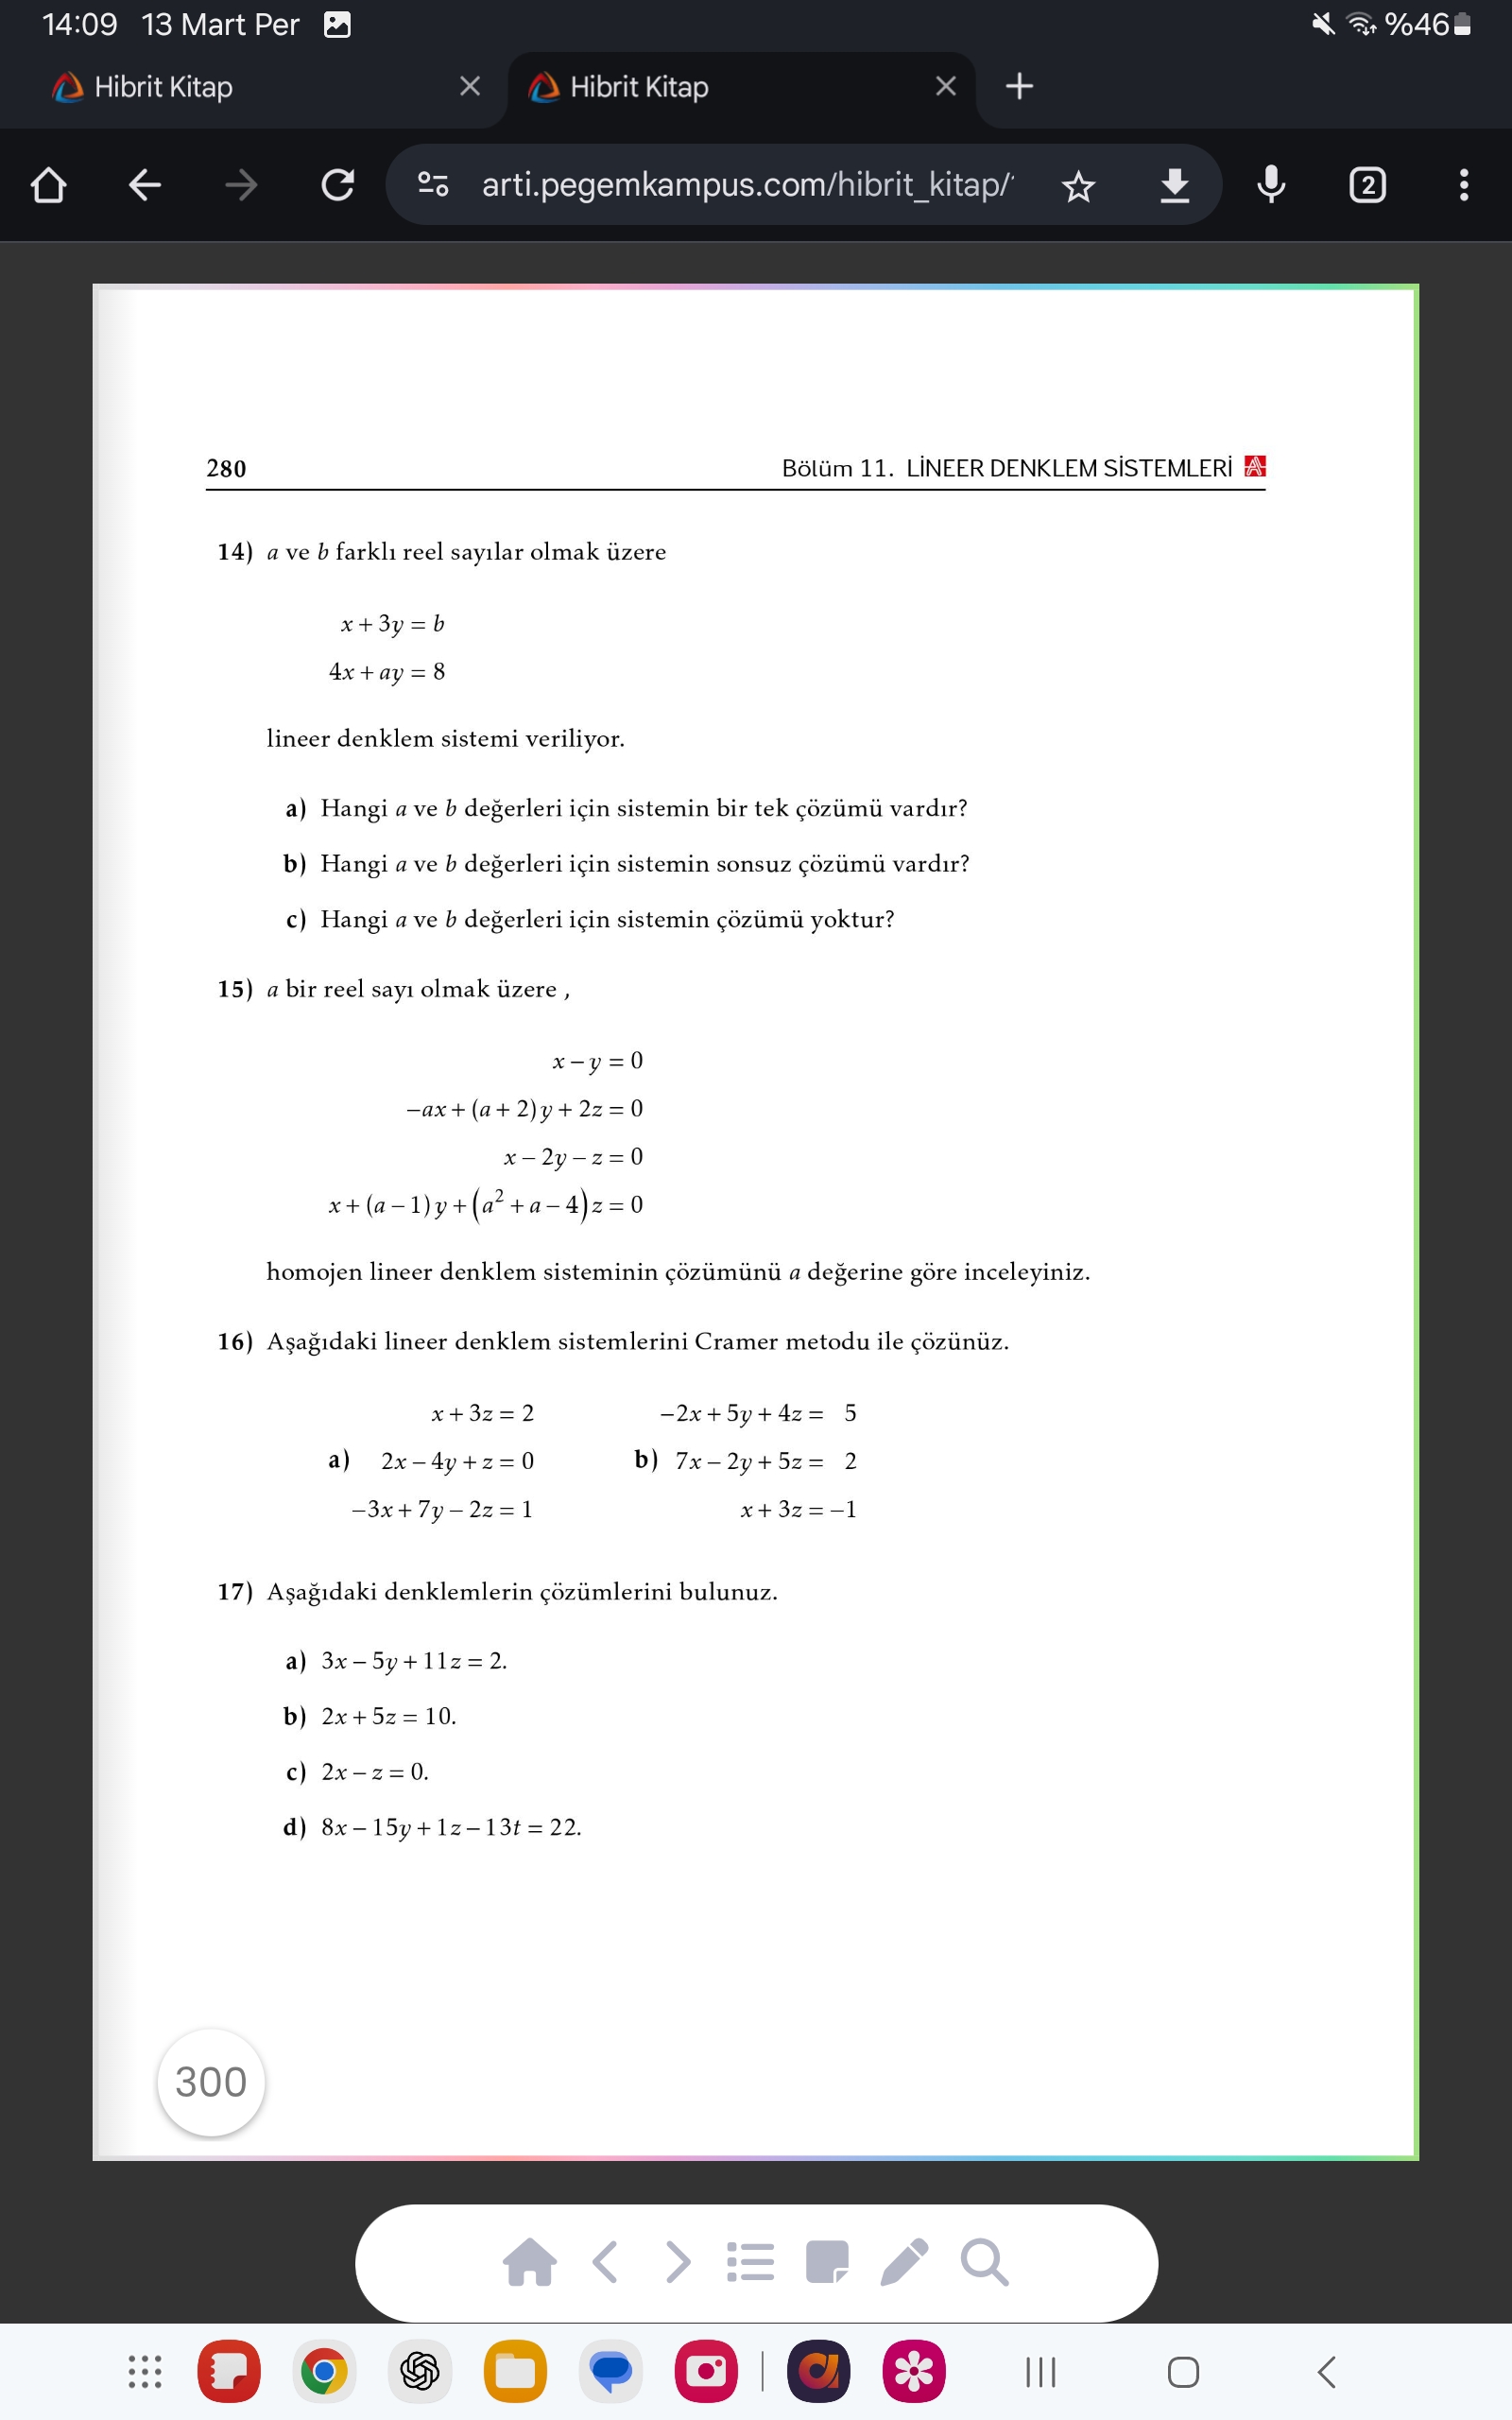 14:09 13 Mart Per %46
Hibrit Kitap Hibrit Kitap
arti.pegemkampus.com/hibrit_kitap/ 2
280 Bölüm 11. LİNEER DENKLEM SİSTEMLERİ
14) a ve b farklı reel sayılar olmak üzere
x + 3y = b
4x + ay = 8
lineer denklem sistemi veriliyor.
a) Hangi a ve b değerleri için sistemin bir tek çözümü vardır?
b) Hangi a ve b değerleri için sistemin sonsuz çözümü vardır?
c) Hangi a ve b değerleri için sistemin çözümü yoktur?
15) a bir reel sayı olmak üzere ,
x − y = 0
−ax + (a + 2)y + 2z = 0
x − 2y − z = 0
x + (a − 1)y + (a² + a − 4)z = 0
homojen lineer denklem sisteminin çözümünü a değerine göre inceleyiniz.
16) Aşağıdaki lineer denklem sistemlerini Cramer metodu ile çözünüz.
x + 3z = 2 −2x + 5y + 4z = 5
a) 2x − 4y + z = 0 b) 7x − 2y + 5z = 2
−3x + 7y − 2z = 1 x + 3z = −1
17) Aşağıdaki denklemlerin çözümlerini bulunuz.
a) 3x − 5y + 11z = 2.
b) 2x + 5z = 10.
c) 2x − z = 0.
d) 8x − 15y + 1z − 13t = 22.
300